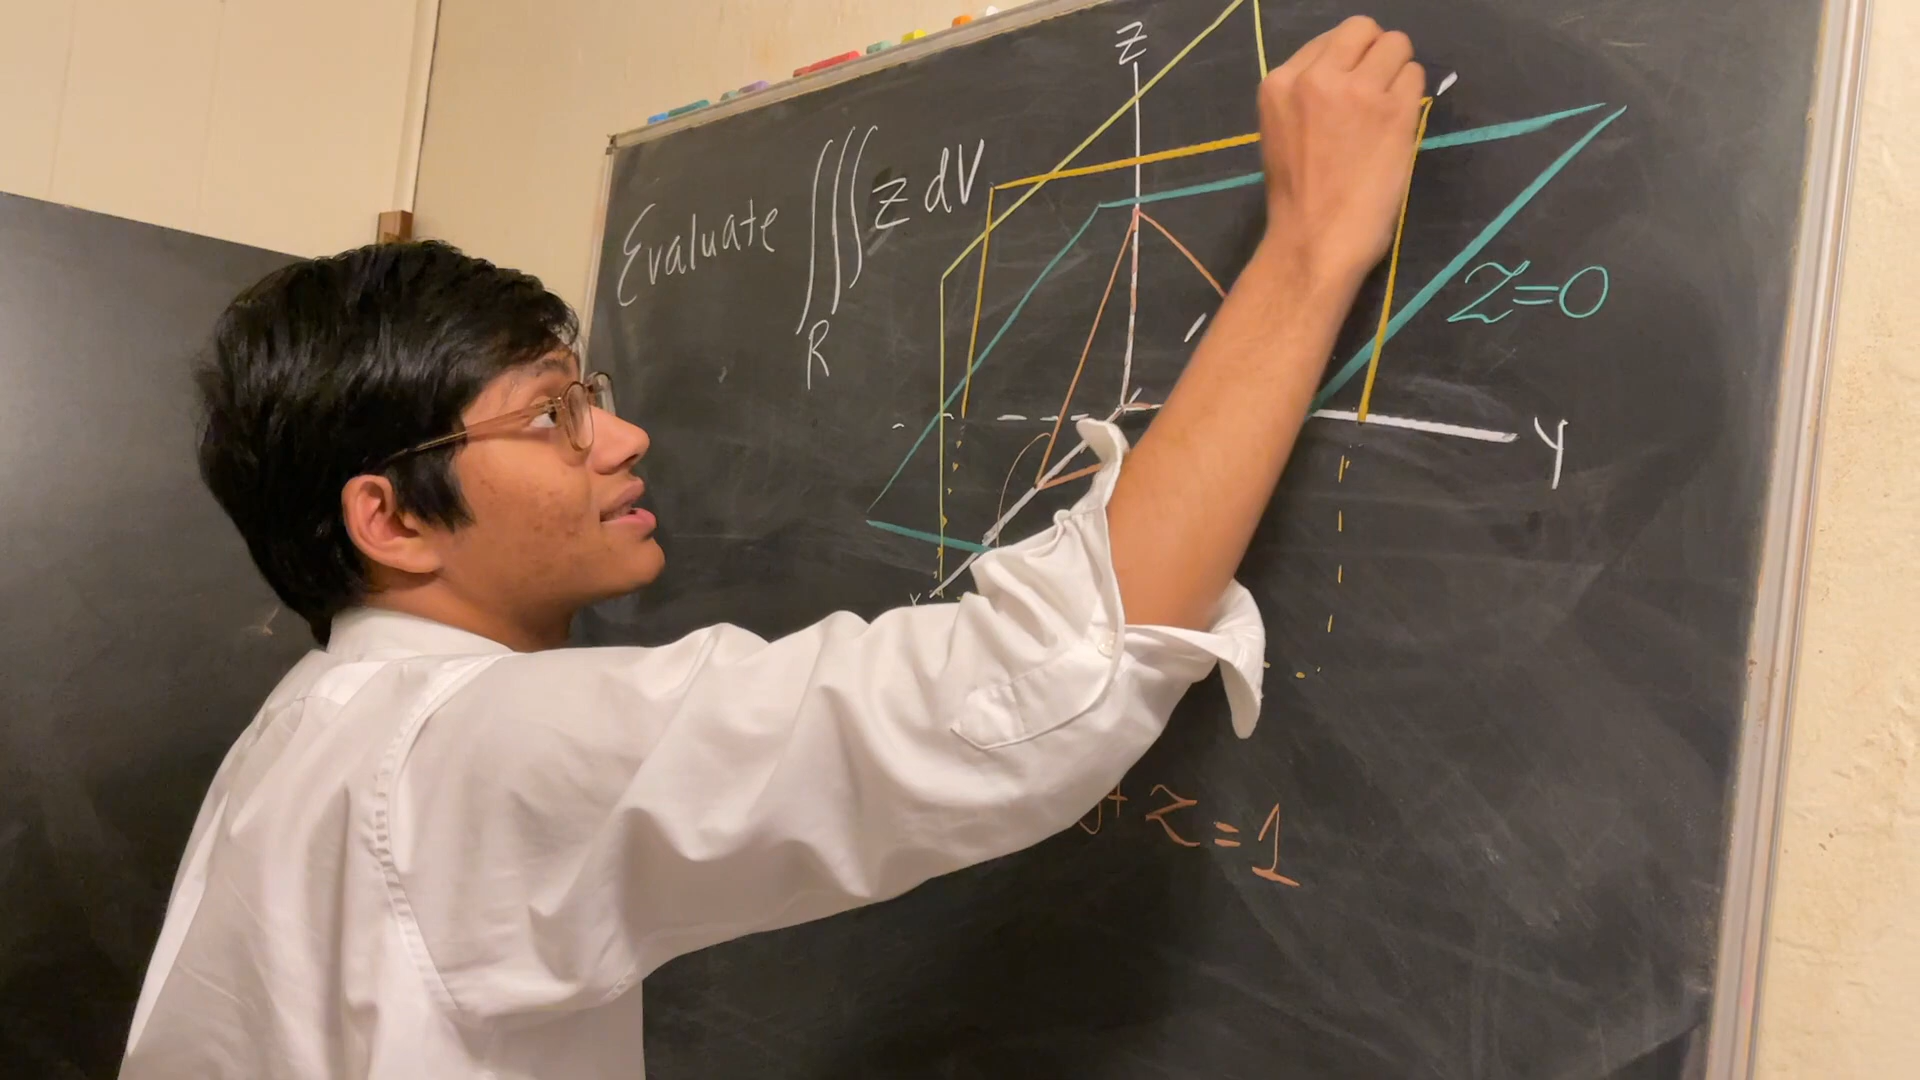 Z
Evaluate ∭ z dV
R
Z=0
y
x
y+ z = 1